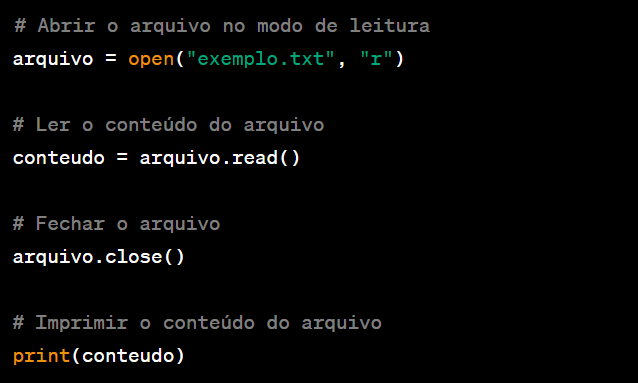 # Abrir o arquivo no modo de leitura
arquivo = open("exemplo.txt", "r")
# Ler o conteúdo do arquivo
conteudo = arquivo.read()
# Fechar o arquivo
arquivo.close()
# Imprimir o conteúdo do arquivo
print(conteudo)